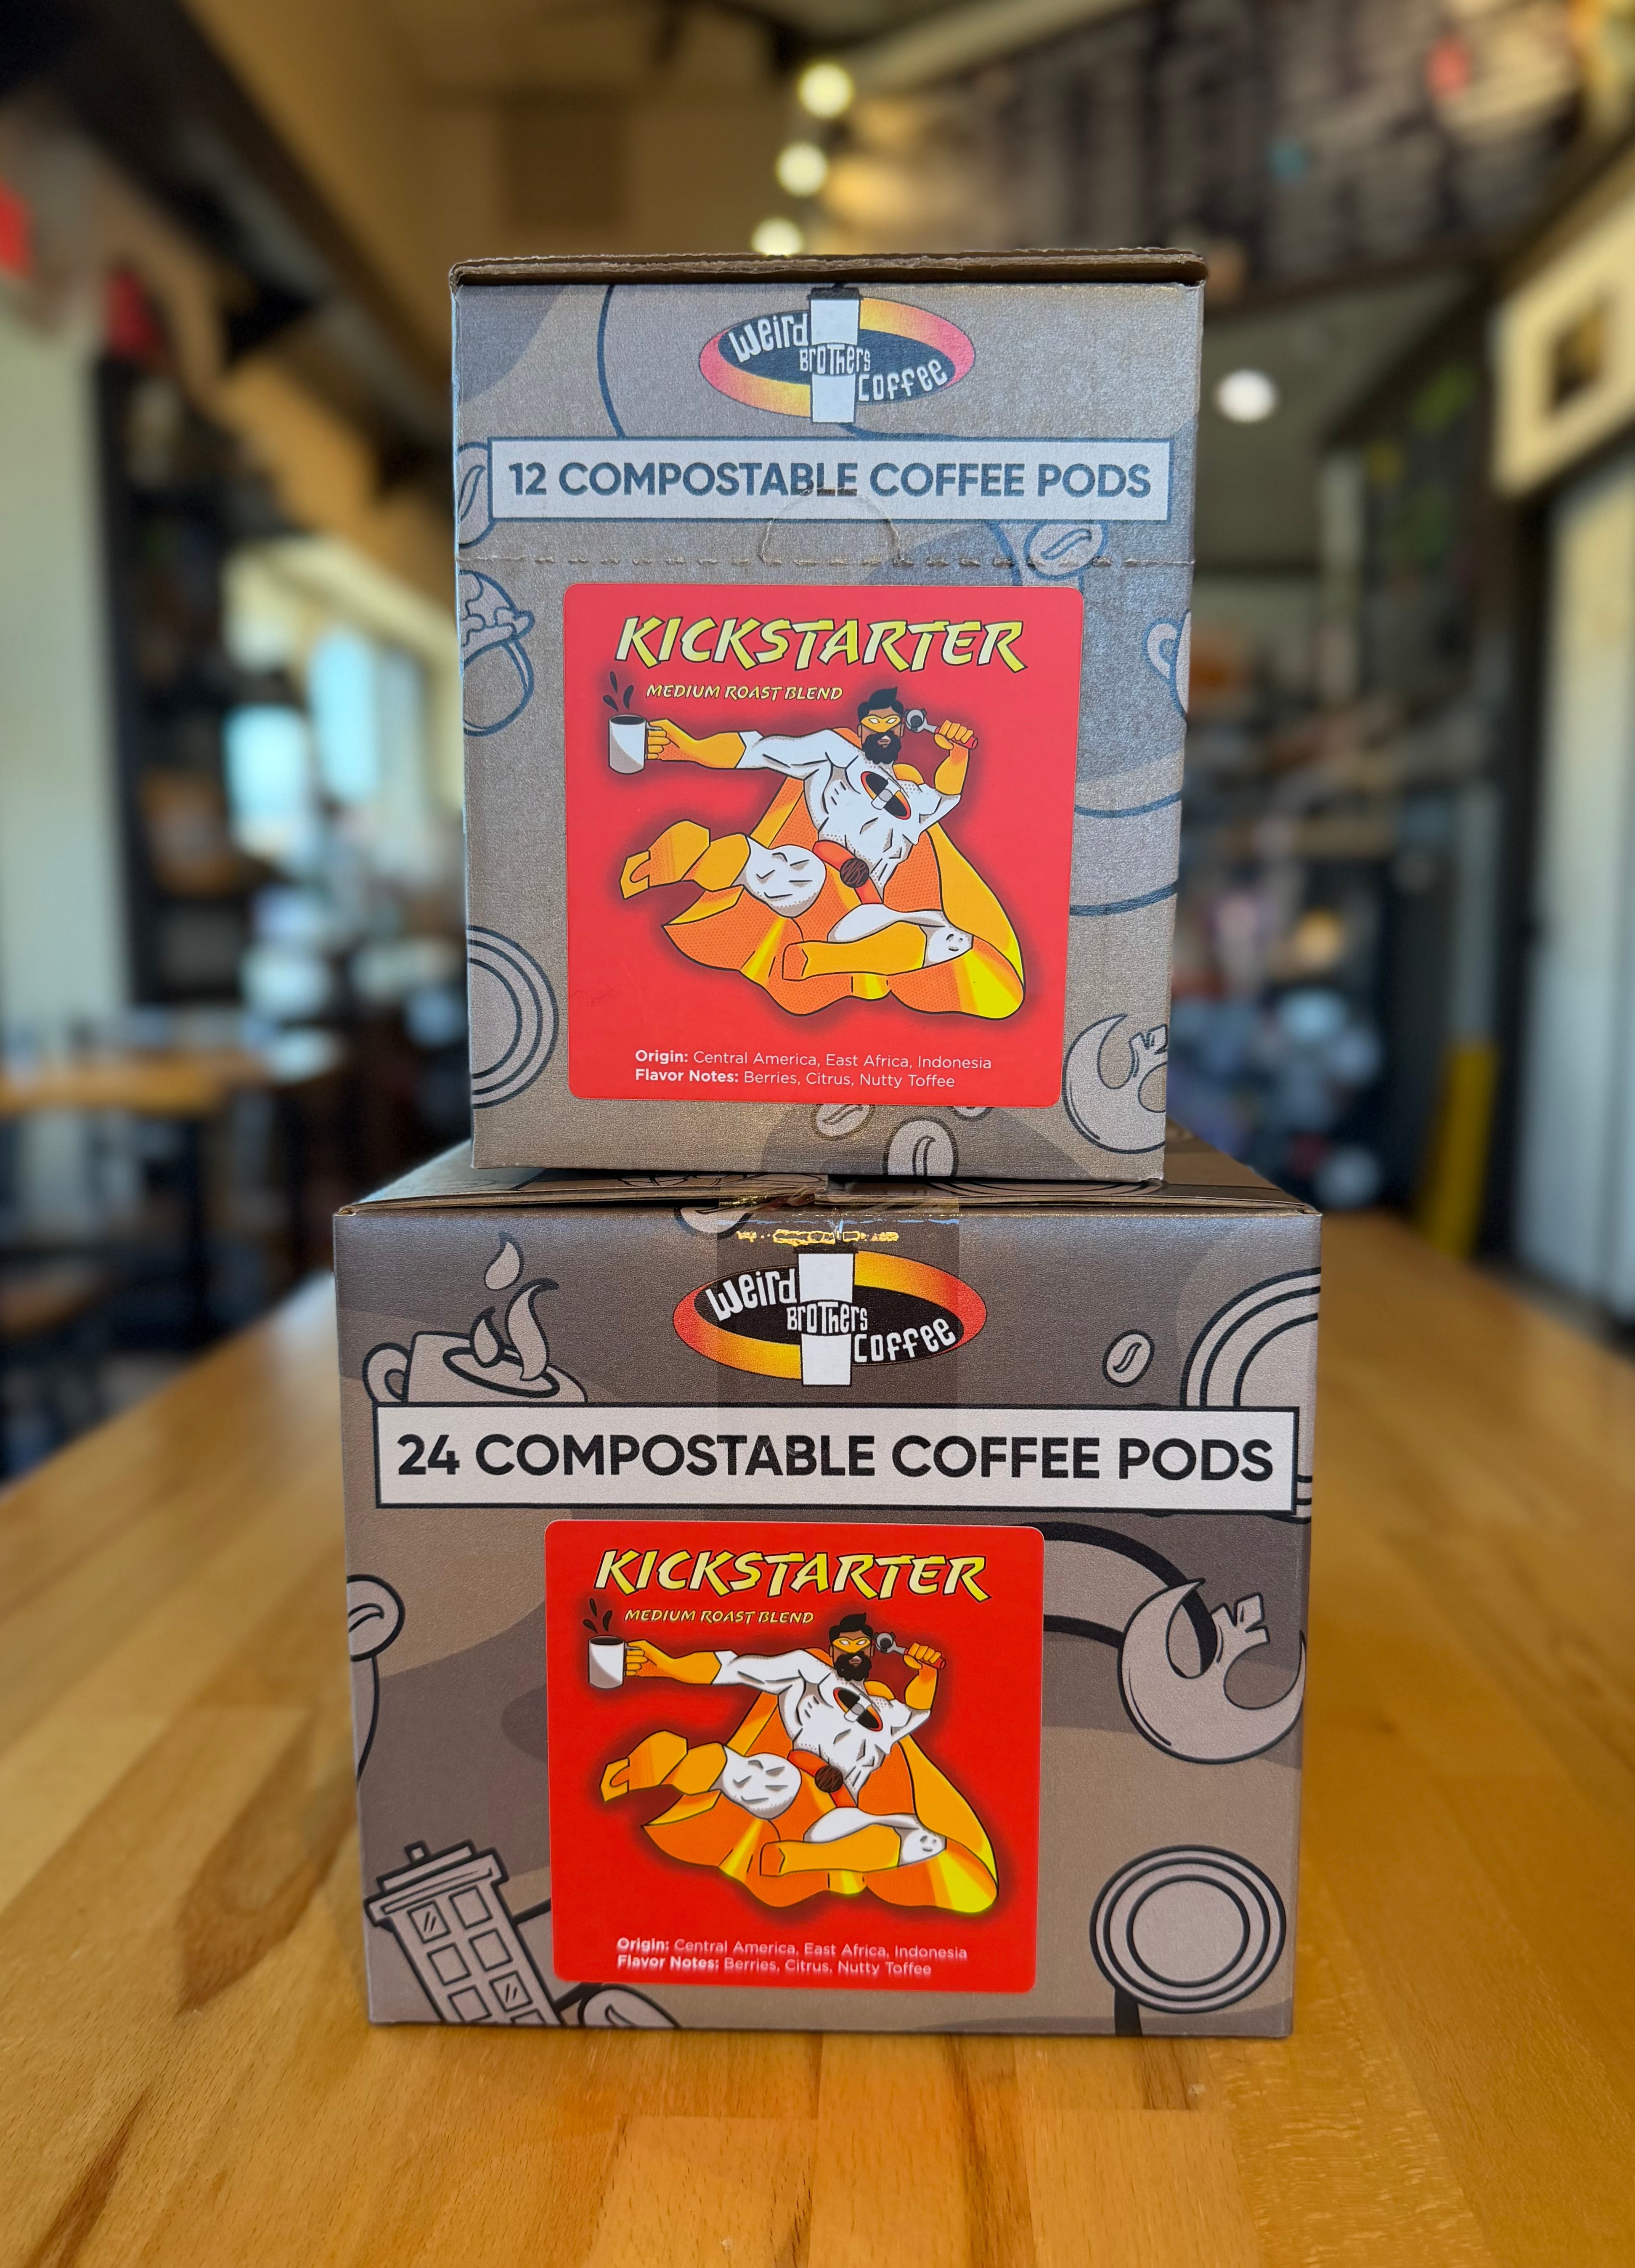 Weird
BroThers
Coffee
12 COMPOSTABLE COFFEE PODS
KICKSTARTER
MEDIUM ROAST BLEND
Origin: Central America, East Africa, Indonesia
Flavor Notes: Berries, Citrus, Nutty Toffee
Weird
BroThers
Coffee
24 COMPOSTABLE COFFEE PODS
KICKSTARTER
MEDIUM ROAST BLEND
Origin: Central America, East Africa, Indonesia
Flavor Notes: Berries, Citrus, Nutty Toffee